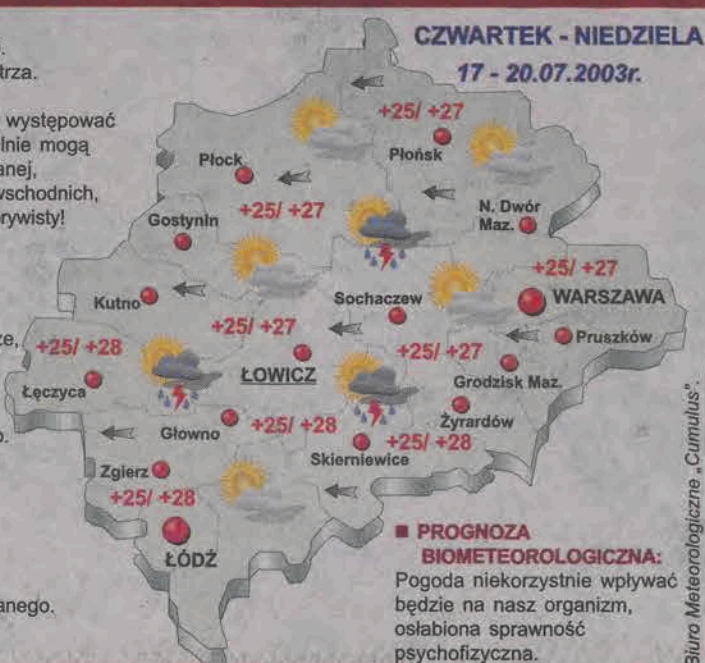 CZWARTEK - NIEDZIELA
17 - 20.07.2003r.
trza.
występować
lnie mogą
anej,
wschodnich,
rywisty!
ze,
o.
anego.
+25/ +27
Płońsk
Płock
+25/ +27
N. Dwór
Maz.
Gostynin
+25/ +27
WARSZAWA
Kutno
Sochaczew
+25/ +27
Pruszków
+25/ +28
ŁOWICZ
+25/ +27
Grodzisk Maz.
Łęczyca
Żyrardów
Głowno
+25/ +28
Skierniewice
+25/ +28
Zgierz
+25/ +28
ŁÓDŹ
■ PROGNOZA
BIOMETEOROLOGICZNA:
Pogoda niekorzystnie wpływać
będzie na nasz organizm,
osłabiona sprawność
psychofizyczna.
Biuro Meteorologiczne „Cumulus".